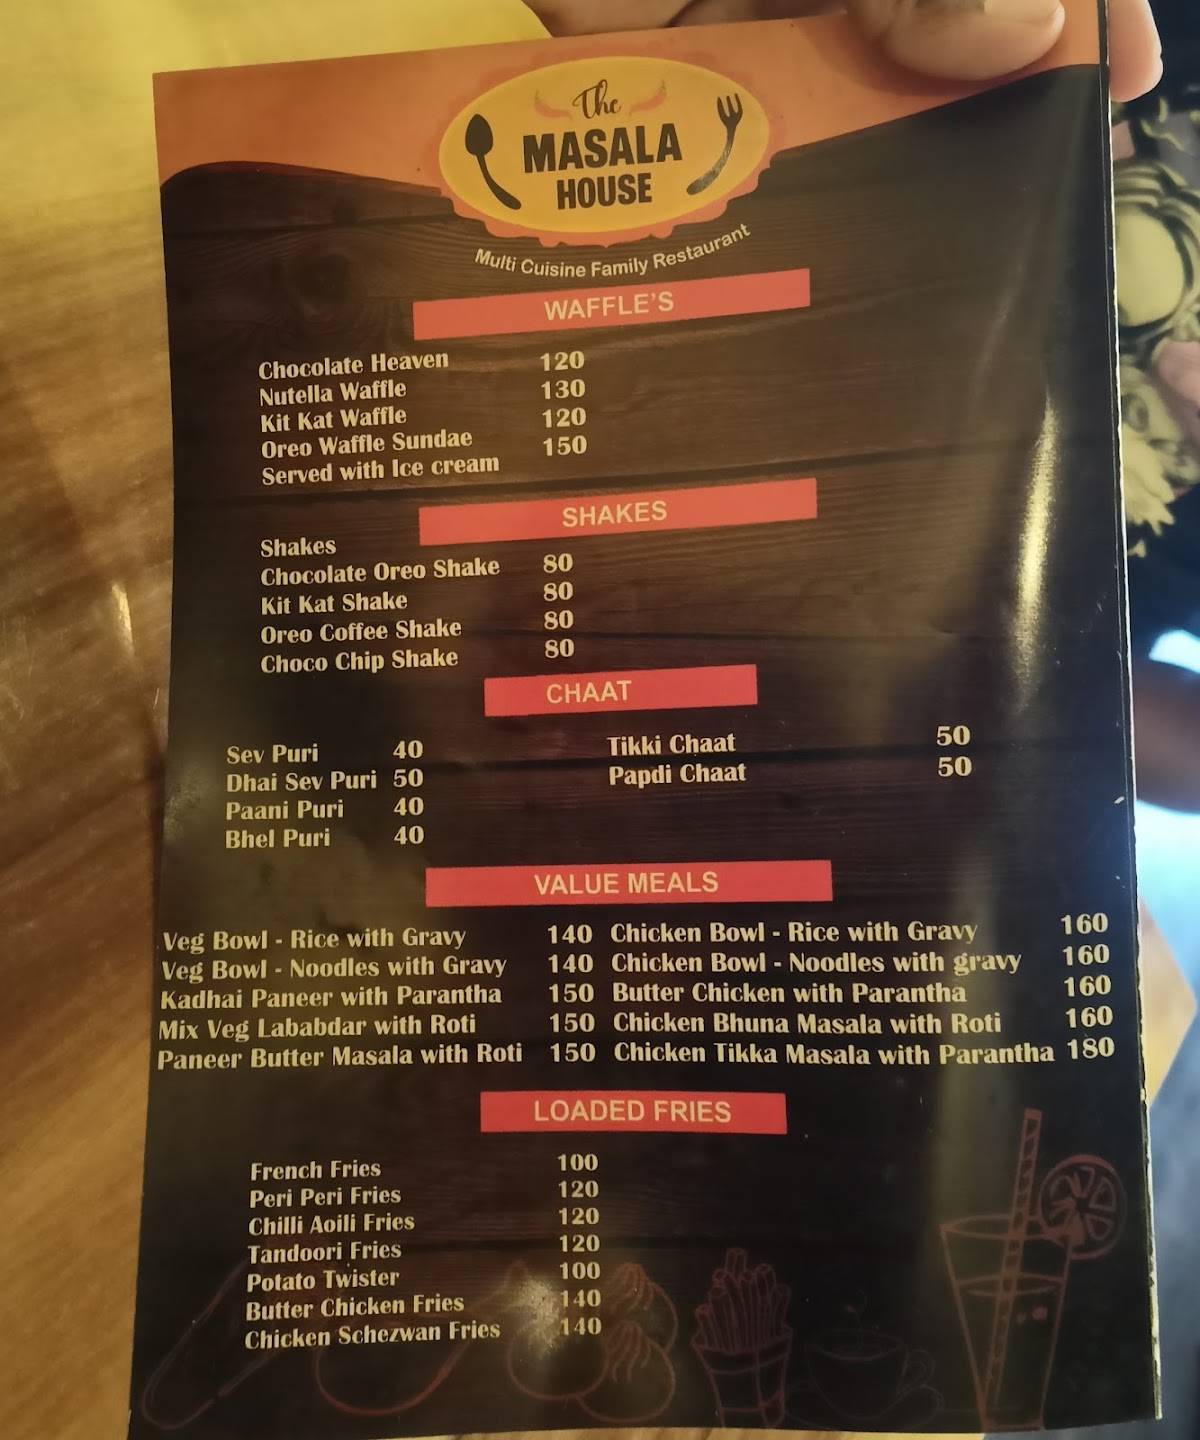 The
MASALA
HOUSE
Multi Cuisine Family Restaurant
WAFFLE'S
Chocolate Heaven 120
Nutella Waffle 130
Kit Kat Waffle 120
Oreo Waffle Sundae 150
Served with Ice cream
SHAKES
Shakes
Chocolate Oreo Shake 80
Kit Kat Shake 80
Oreo Coffee Shake 80
Choco Chip Shake 80
CHAAT
Sev Puri 40
Dhai Sev Puri 50
Paani Puri 40
Bhel Puri 40
Tikki Chaat 50
Papdi Chaat 50
VALUE MEALS
Veg Bowl - Rice with Gravy 140
Veg Bowl - Noodles with Gravy 140
Kadhai Paneer with Parantha 150
Mix Veg Lababdar with Roti 150
Paneer Butter Masala with Roti 150
Chicken Bowl - Rice with Gravy 160
Chicken Bowl - Noodles with gravy 160
Butter Chicken with Parantha 160
Chicken Bhuna Masala with Roti 160
Chicken Tikka Masala with Parantha 180
LOADED FRIES
French Fries 100
Peri Peri Fries 120
Chilli Aoili Fries 120
Tandoori Fries 120
Potato Twister 100
Butter Chicken Fries 140
Chicken Schezwan Fries 140